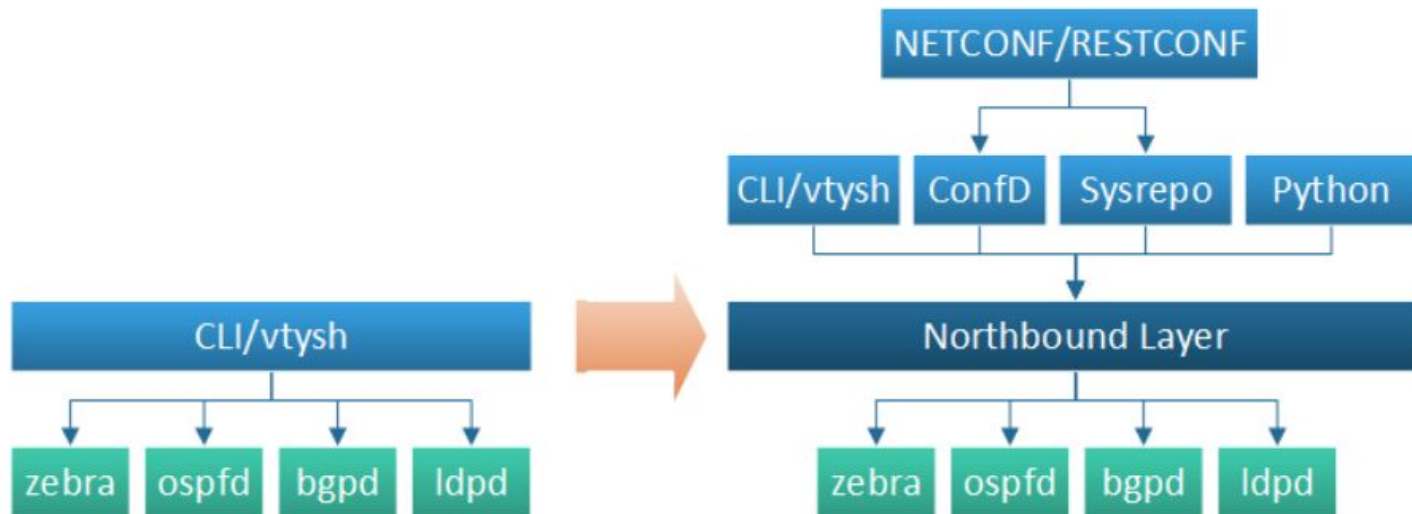 NETCONF/RESTCONF
CLI/vtysh ConfD Sysrepo Python
CLI/vtysh Northbound Layer
zebra ospfd bgpd ldpd zebra ospfd bgpd ldpd